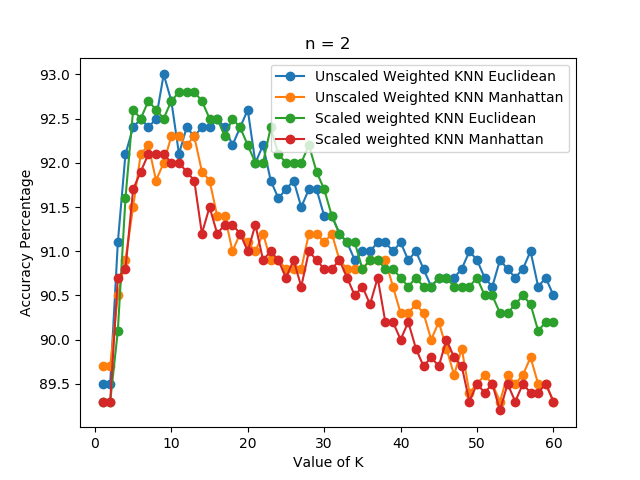 n = 2
93.0
92.5
92.0
91.5
91.0
90.5
90.0
89.5
Accuracy Percentage
Unscaled Weighted KNN Euclidean
Unscaled Weighted KNN Manhattan
Scaled weighted KNN Euclidean
Scaled weighted KNN Manhattan
0 10 20 30 40 50 60
Value of K